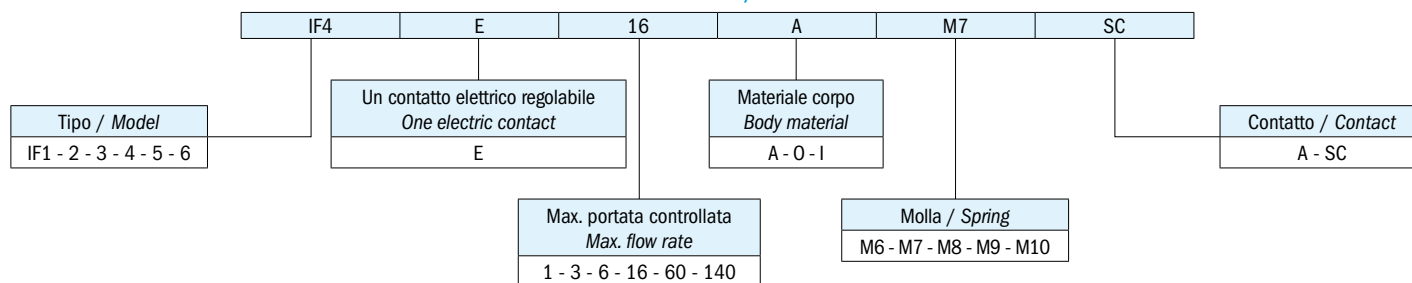 IF4 E 16 A M7 SC
Tipo / Model
IF1 - 2 - 3 - 4 - 5 - 6
Un contatto elettrico regolabile
One electric contact
E
Max. portata controllata
Max. flow rate
1 - 3 - 6 - 16 - 60 - 140
Materiale corpo
Body material
A - O - I
Molla / Spring
M6 - M7 - M8 - M9 - M10
Contatto / Contact
A - SC